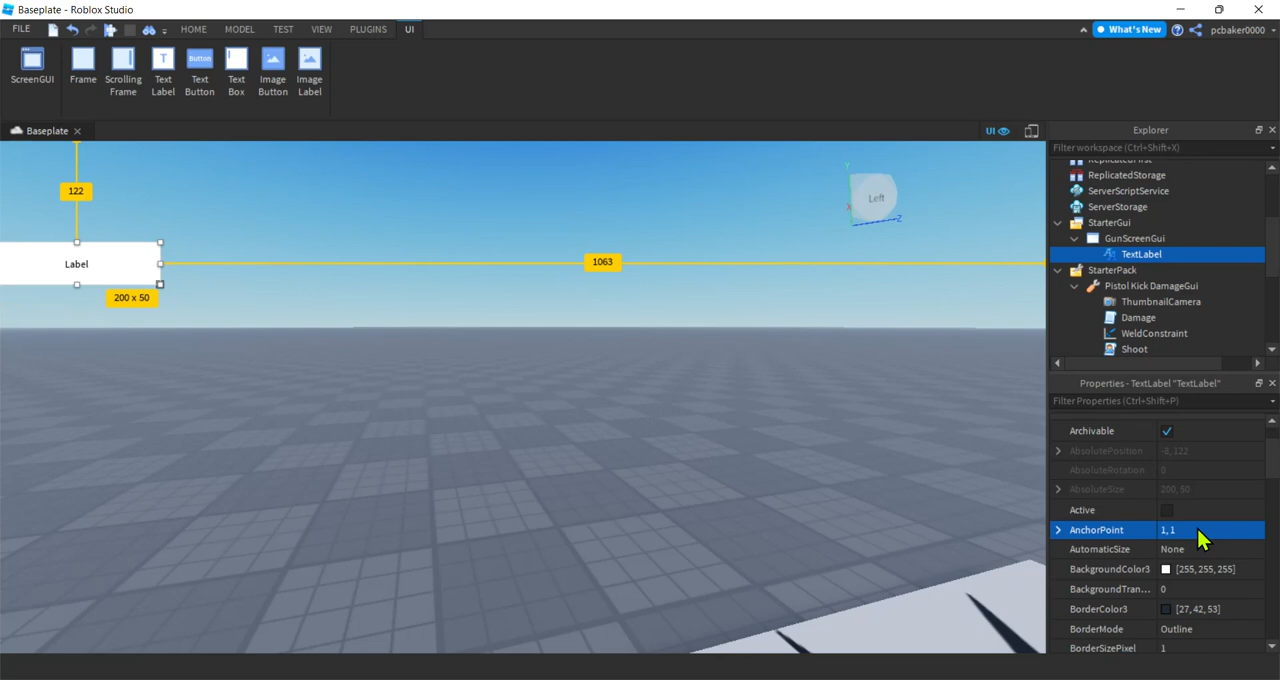 Baseplate - Roblox Studio
FILE HOME MODEL TEST VIEW PLUGINS UI What's New pcbaker0000
ScreenGUI Frame Scrolling Frame Text Label Text Button Button Text Box Image Button Image Label
Baseplate UI
Explorer
Filter workspace (Ctrl+Shift+X)
ReplicatedFirst
ReplicatedStorage
ServerScriptService
ServerStorage
StarterGui
GunScreenGui
TextLabel
StarterPack
Pistol Kick DamageGui
ThumbnailCamera
Damage
WeldConstraint
Shoot
122
Label
1063
200 x 50
Y
Left
X
Z
Properties - TextLabel "TextLabel"
Filter Properties (Ctrl+Shift+P)
Archivable
AbsolutePosition -8, 122
AbsoluteRotation 0
AbsoluteSize 200, 50
Active
AnchorPoint 1, 1
AutomaticSize None
BackgroundColor3 [255, 255, 255]
BackgroundTran... 0
BorderColor3 [27, 42, 53]
BorderMode Outline
BorderSizePixel 1